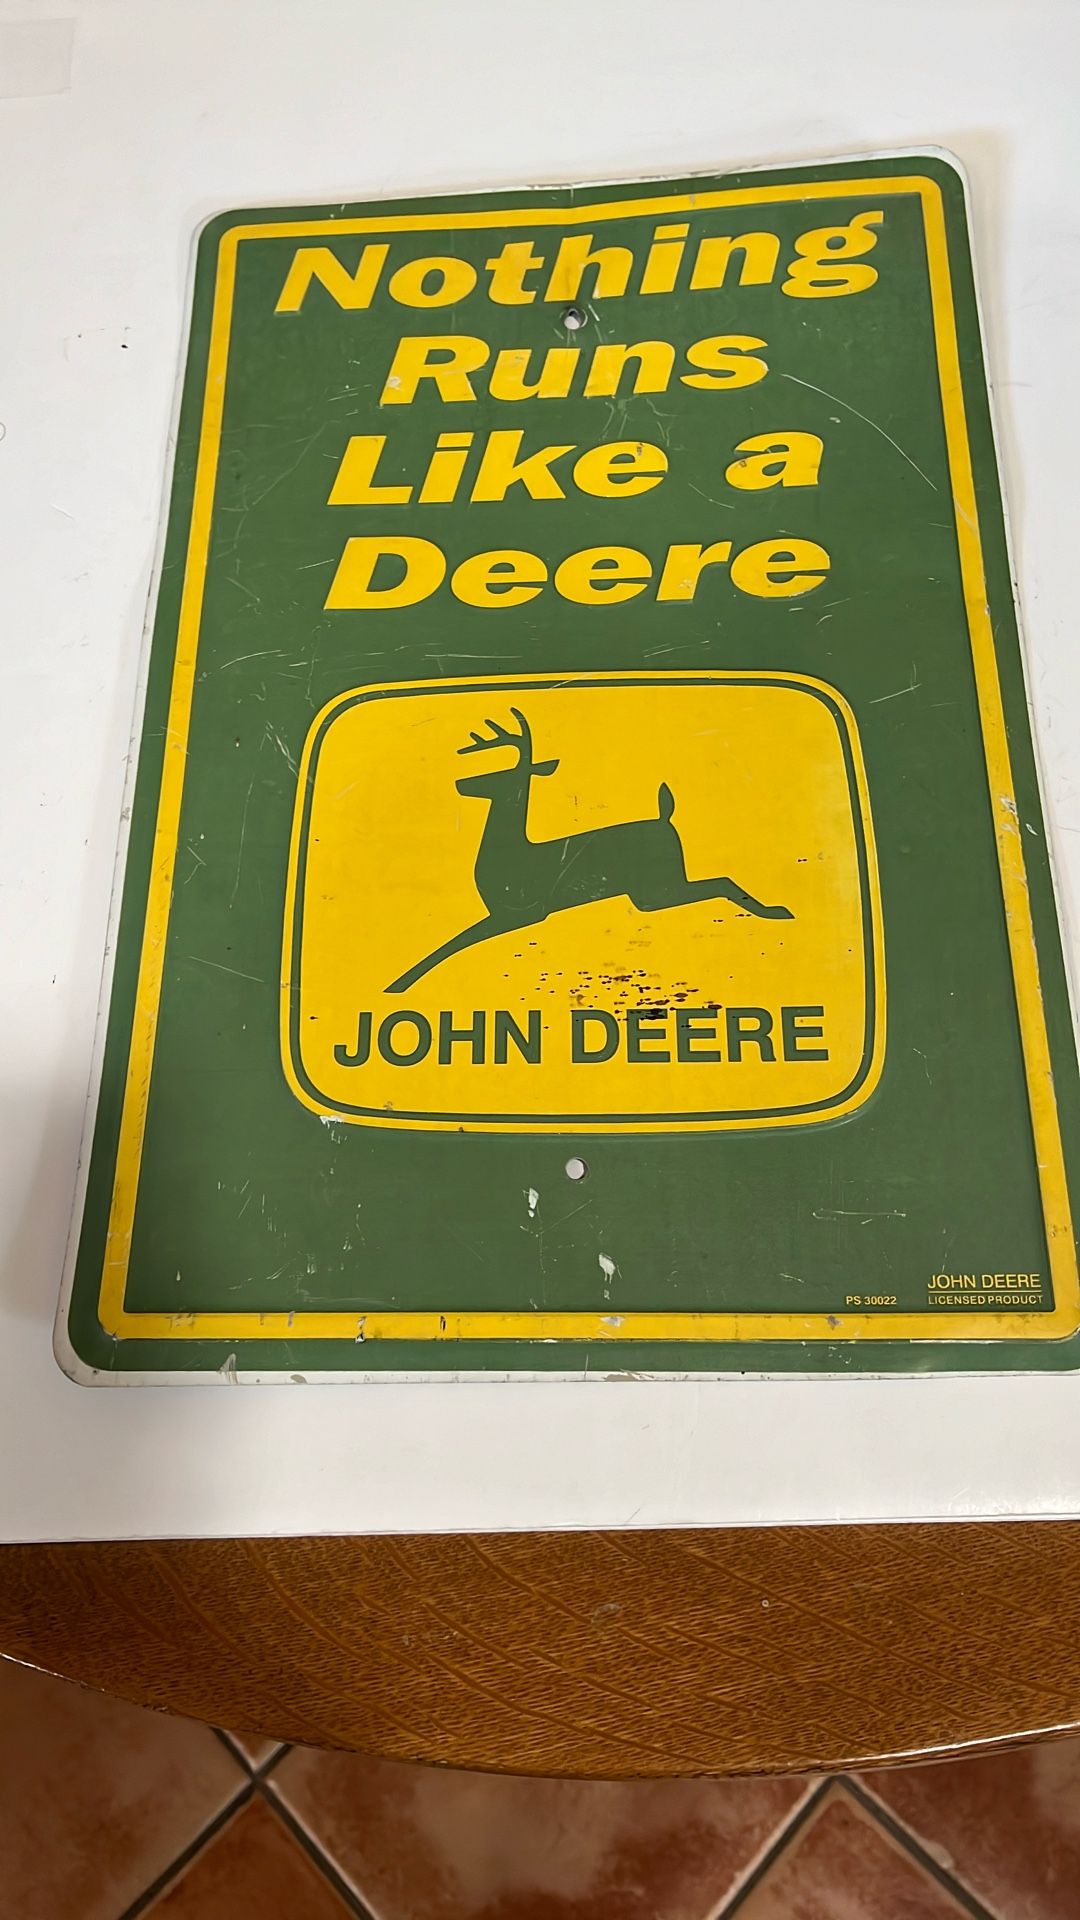 Nothing
Runs
Like a
Deere
JOHN DEERE
PS 30022
JOHN DEERE
LICENSED PRODUCT